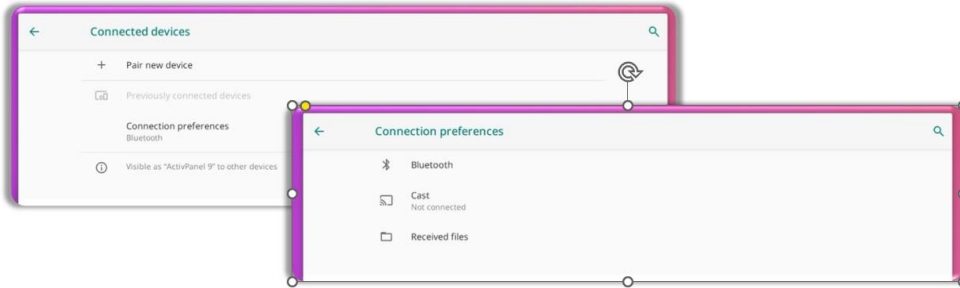 Connected devices
Pair new device
Previously connected devices
Connection preferences
Bluetooth
Visible as "ActivPanel 9" to other devices
Connection preferences
Bluetooth
Cast
Not connected
Received files